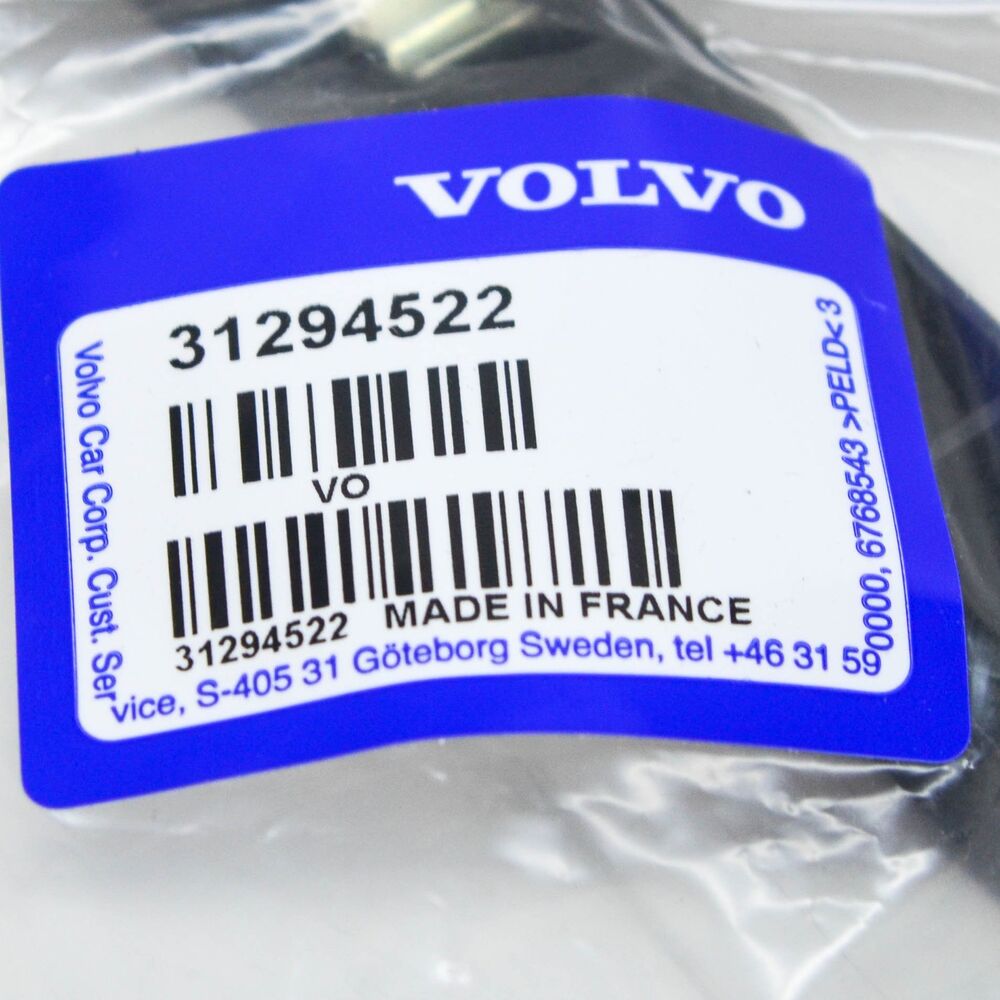 VOLVO
31294522
VO
31294522 MADE IN FRANCE
Volvo Car Corp. Cust. Service, S-405 31 Göteborg Sweden, tel +46 31 590000, 6768543 >PELD< 3